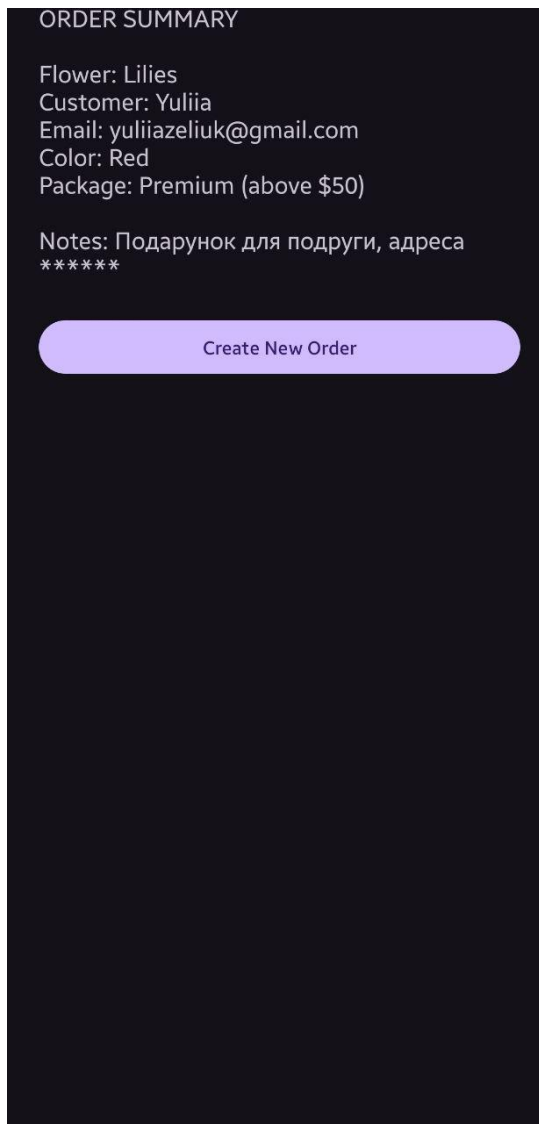 ORDER SUMMARY
Flower: Lilies
Customer: Yuliia
Email: yuliiazeliuk@gmail.com
Color: Red
Package: Premium (above $50)
Notes: Подарунок для подруги, адреса
******
Create New Order